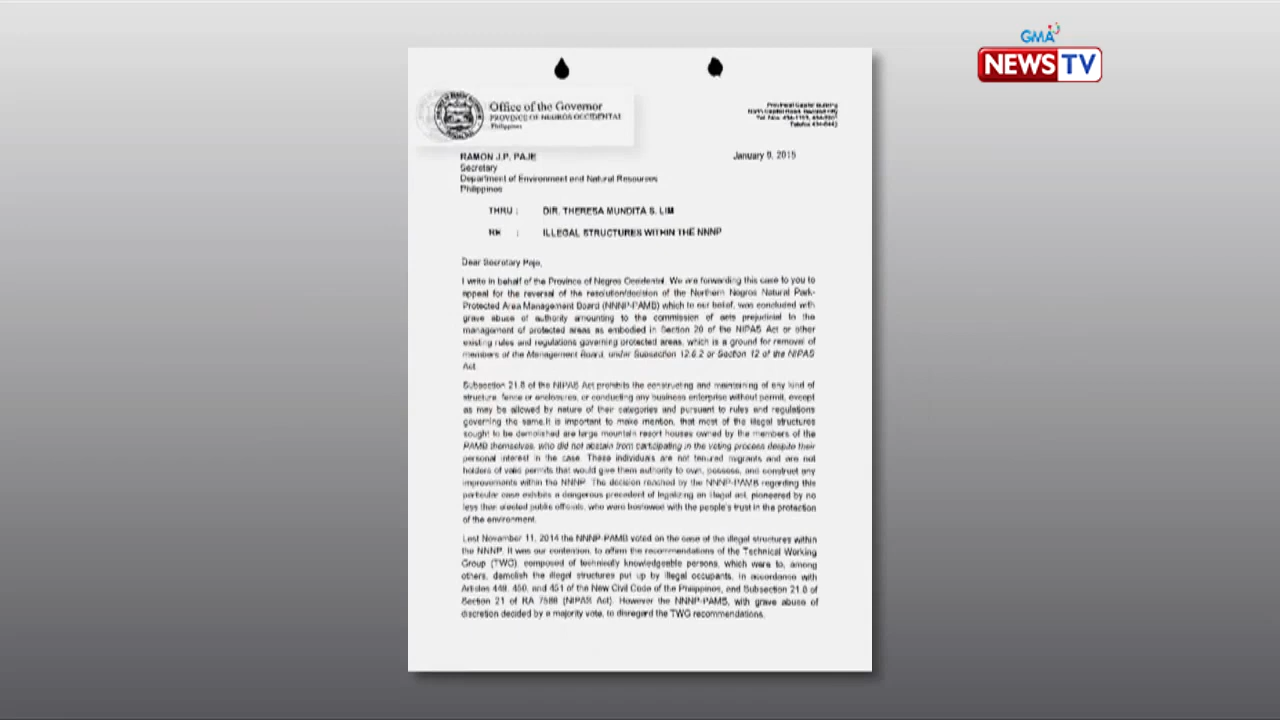 GMA
NEWS TV
Office of the Governor
PROVINCE OF NEGROS OCCIDENTAL
Philippines
Provincial Capitol Building
RAMON J.P. PAJE
January 9, 2015
Secretary
Department of Environment and Natural Resources
Philippines
THRU : DIR. THERESA MUNDITA S. LIM
RE : ILLEGAL STRUCTURES WITHIN THE NNNP
Dear Secretary Paje,
I write in behalf of the Province of Negros Occidental. We are forwarding this case to you to
appeal for the reversal of the resolution/decision of the Northern Negros Natural Park-
Protected Area Management Board (NNNP-PAMB) which to our belief, was concluded with
grave abuse of authority amounting to the commission of acts prejudicial to the
management of protected areas as embodied in Section 20 of the NIPAS Act or other
existing rules and regulations governing protected areas, which is a ground for removal of
members of the Management Board, under Subsection 12.6.2 or Section 12 of the NIPAS
Act.
Subsection 21.8 of the NIPAS Act prohibits the constructing and maintaining of any kind of
structure, fence or enclosures, or conducting any business enterprise without permit, except
as may be allowed by nature of their categories and pursuant to rules and regulations
governing the same.It is important to make mention, that most of the illegal structures
sought to be demolished are large mountain resort houses owned by the members of the
PAMB themselves, who did not abstain from participating in the voting process despite their
personal interest in the case. These individuals are not tenured migrants and are not
holders of valid permits that would give them authority to own, possess, and construct any
improvements within the NNNP. The decision reached by the NNNP-PAMB regarding this
particular case exhibits a dangerous precedent of legalizing an illegal act, pioneered by no
less than elected public officials, who were bestowed with the people's trust in the protection
of the environment.
Last November 11, 2014 the NNNP-PAMB voted on the case of the illegal structures within
the NNNP. It was our contention, to affirm the recommendations of the Technical Working
Group (TWG), composed of technically knowledgeable persons, which were to, among
others, demolish the illegal structures put up by illegal occupants, in accordance with
Articles 449, 450, and 451 of the New Civil Code of the Philippines, and Subsection 21.8 of
Section 21 of RA 7586 (NIPAS Act). However the NNNP-PAMB, with grave abuse of
discretion decided by a majority vote, to disregard the TWG recommendations.